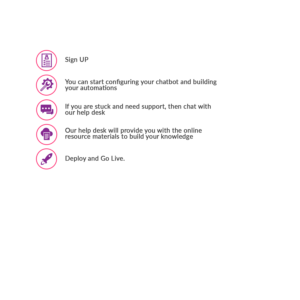 Sign UP
You can start configuring your chatbot and building
your automations
If you are stuck and need support, then chat with
our help desk
Our help desk will provide you with the online
resource materials to build your knowledge
Deploy and Go Live.